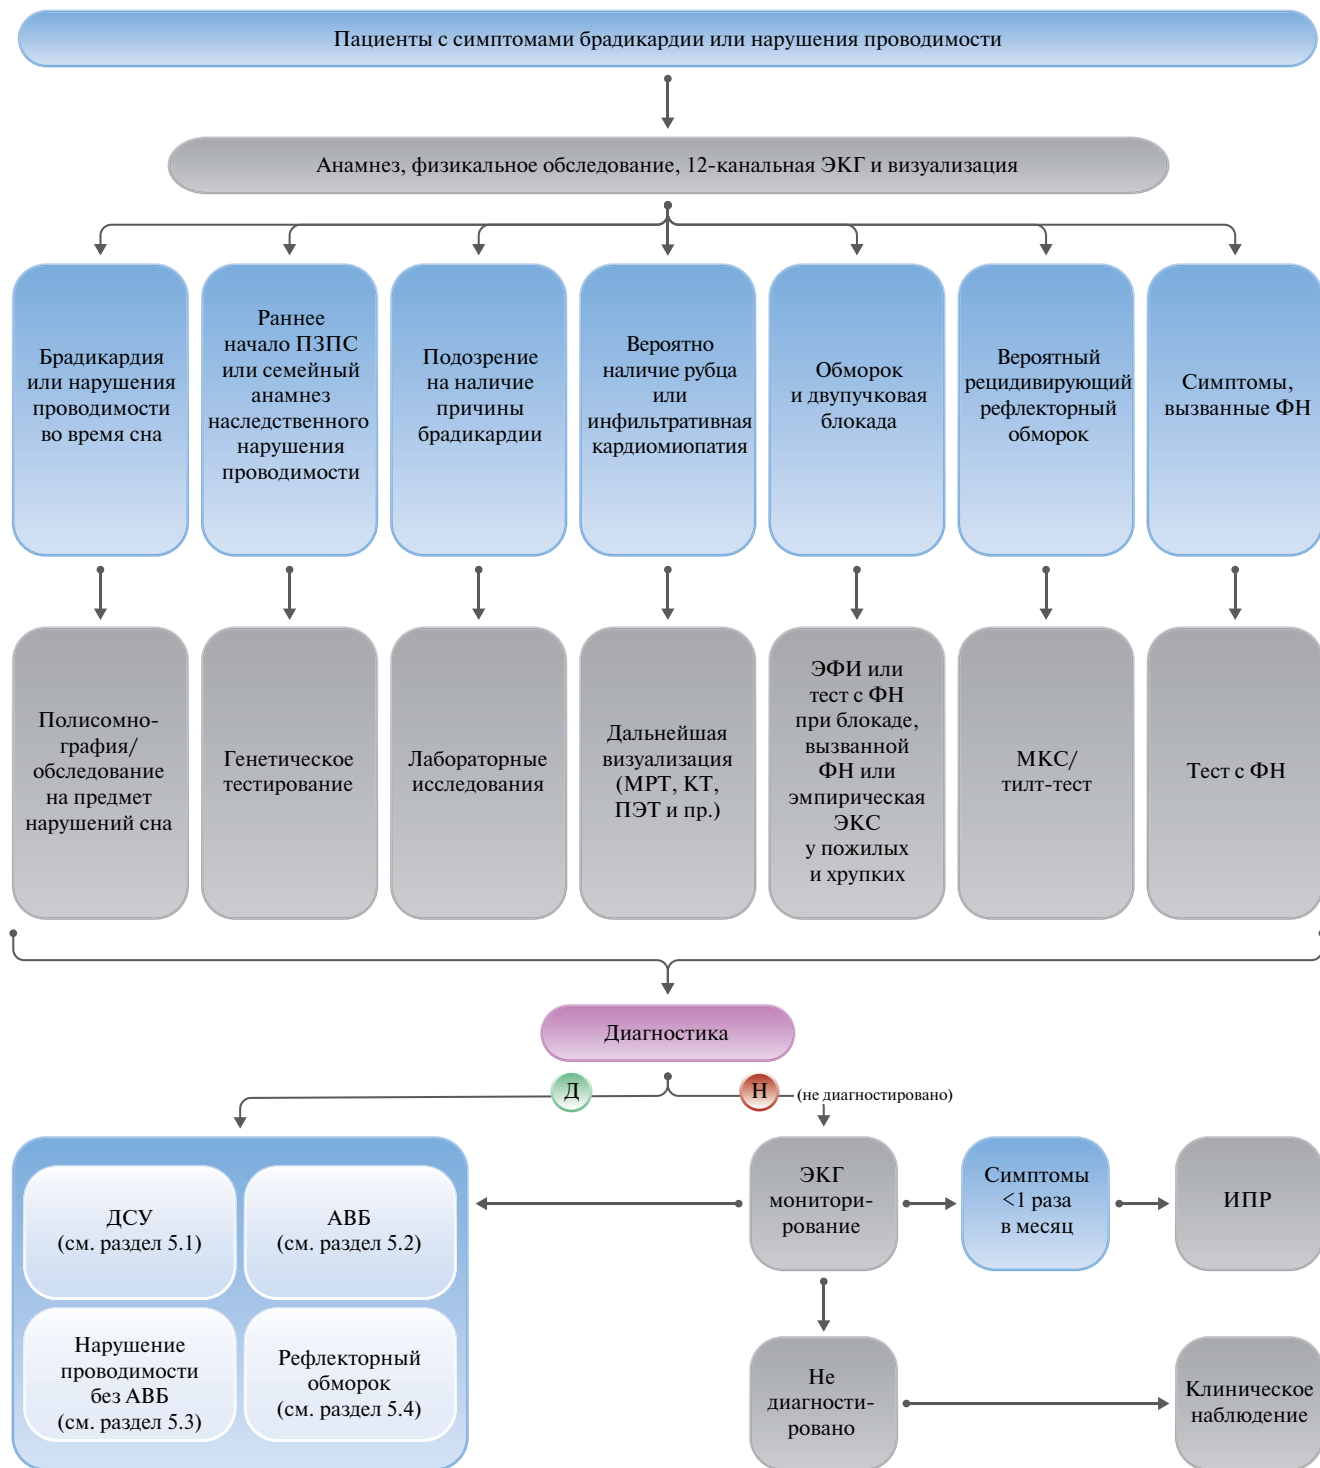 Пациенты с симптомами брадикардии или нарушения проводимости
Анамнез, физикальное обследование, 12-канальная ЭКГ и визуализация
Брадикардия
или нарушения
проводимости
во время сна
Раннее
начало ПЗПС
или семейный
анамнез
наследственного
нарушения
проводимости
Подозрение
на наличие
причины
брадикардии
Вероятно
наличие рубца
или
инфильтративная
кардиомиопатия
Обморок
и двупучковая
блокада
Вероятный
рецидивирующий
рефлекторный
обморок
Симптомы,
вызванные ФН
Полисомно-
графия/
обследование
на предмет
нарушений сна
Генетическое
тестирование
Лабораторные
исследования
Дальнейшая
визуализация
(МРТ, КТ,
ПЭТ и пр.)
ЭФИ или
тест с ФН
при блокаде,
вызванной
ФН или
эмпирическая
ЭКС
у пожилых
и хрупких
МКС/
тилт-тест
Тест с ФН
Диагностика
Д
Н
(не диагностировано)
ДСУ
(см. раздел 5.1)
АВБ
(см. раздел 5.2)
Нарушение
проводимости
без АВБ
(см. раздел 5.3)
Рефлекторный
обморок
(см. раздел 5.4)
ЭКГ
монитори-
рование
Симптомы
<1 раза
в месяц
ИПР
Не
диагности-
ровано
Клиническое
наблюдение